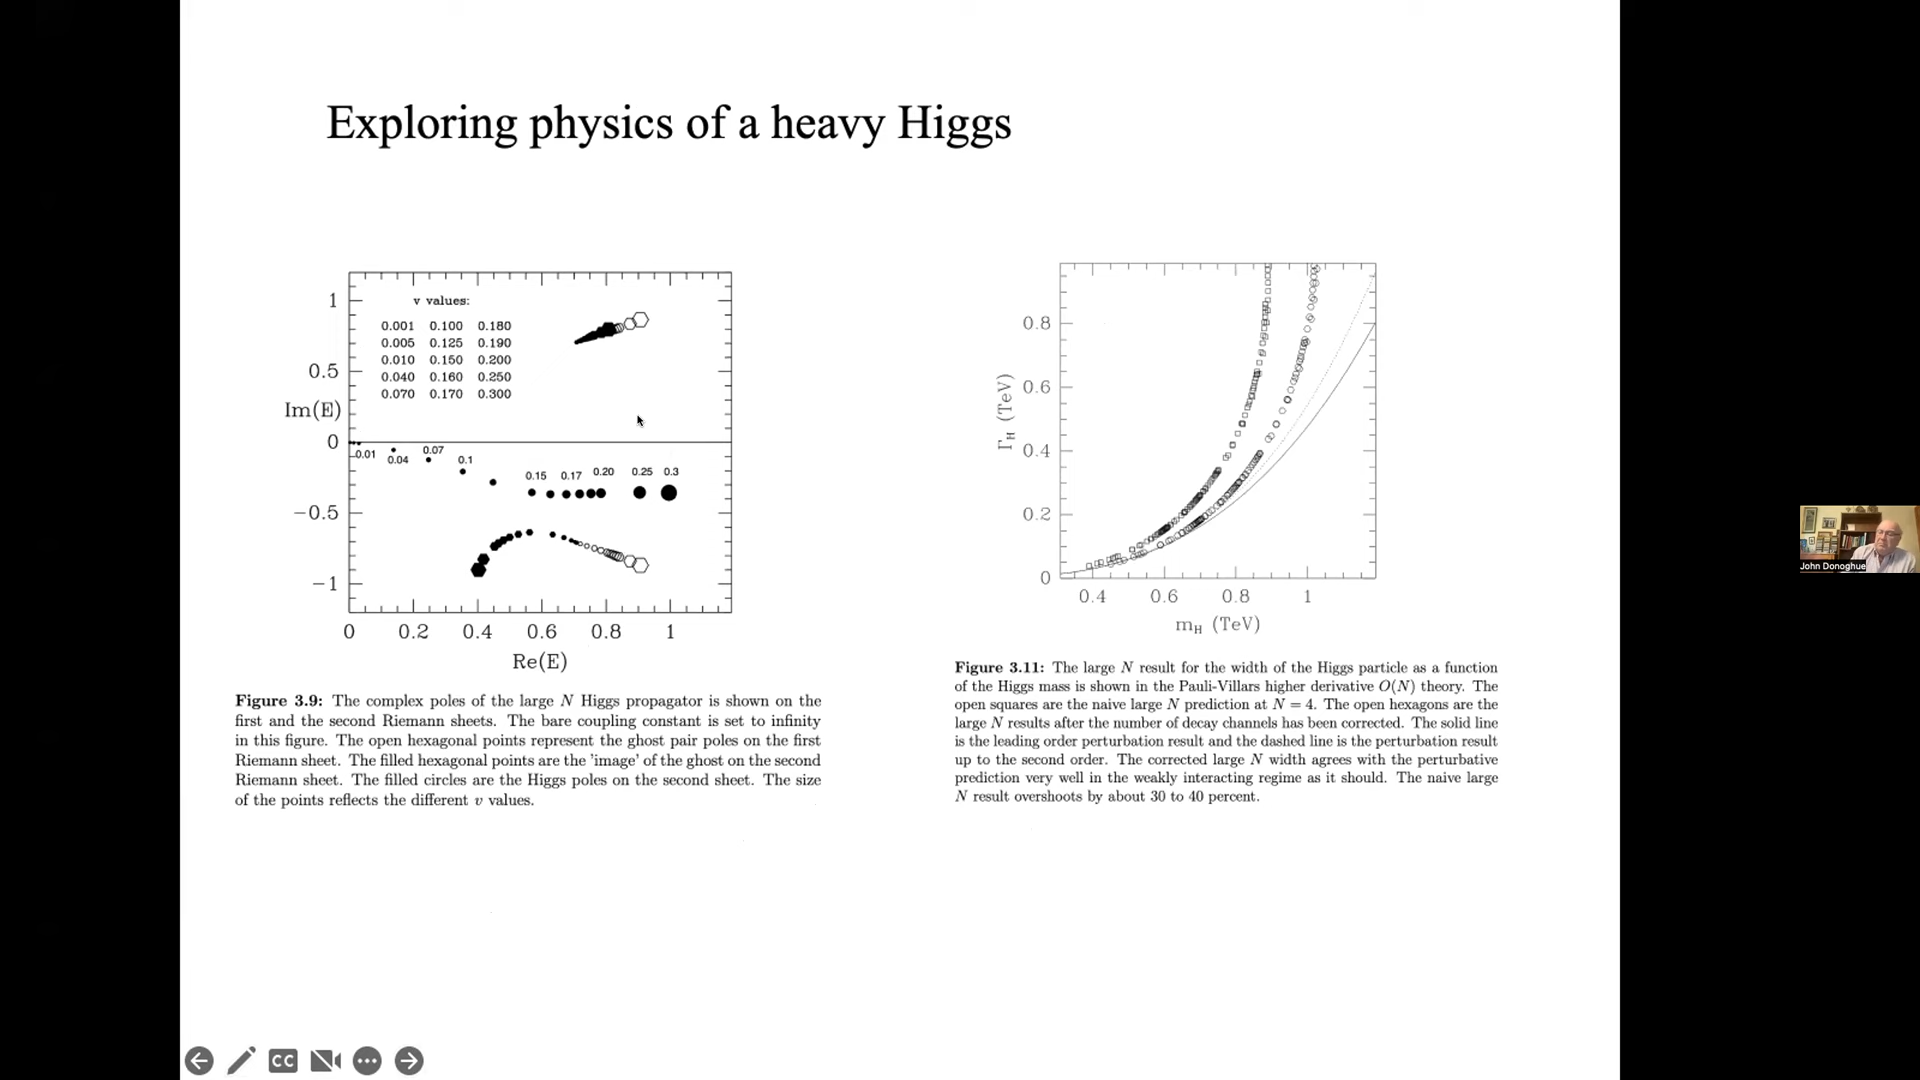 Exploring physics of a heavy Higgs
v values:
0.001 0.100 0.180
0.005 0.125 0.190
0.010 0.150 0.200
0.040 0.160 0.250
0.070 0.170 0.300
1
0.5
Im(E)
0
−0.5
−1
0.01
0.04
0.07
0.1
0.15
0.17
0.20
0.25
0.3
0 0.2 0.4 0.6 0.8 1
Re(E)
Figure 3.9: The complex poles of the large N Higgs propagator is shown on the
first and the second Riemann sheets. The bare coupling constant is set to infinity
in this figure. The open hexagonal points represent the ghost pair poles on the first
Riemann sheet. The filled hexagonal points are the 'image' of the ghost on the second
Riemann sheet. The filled circles are the Higgs poles on the second sheet. The size
of the points reflects the different v values.
0.8
0.6
0.4
0.2
0
Γ_H (TeV)
0.4 0.6 0.8 1
m_H (TeV)
Figure 3.11: The large N result for the width of the Higgs particle as a function
of the Higgs mass is shown in the Pauli-Villars higher derivative O(N) theory. The
open squares are the naive large N prediction at N = 4. The open hexagons are the
large N results after the number of decay channels has been corrected. The solid line
is the leading order perturbation result and the dashed line is the perturbation result
up to the second order. The corrected large N width agrees with the perturbative
prediction very well in the weakly interacting regime as it should. The naive large
N result overshoots by about 30 to 40 percent.
John Donoghue
CC